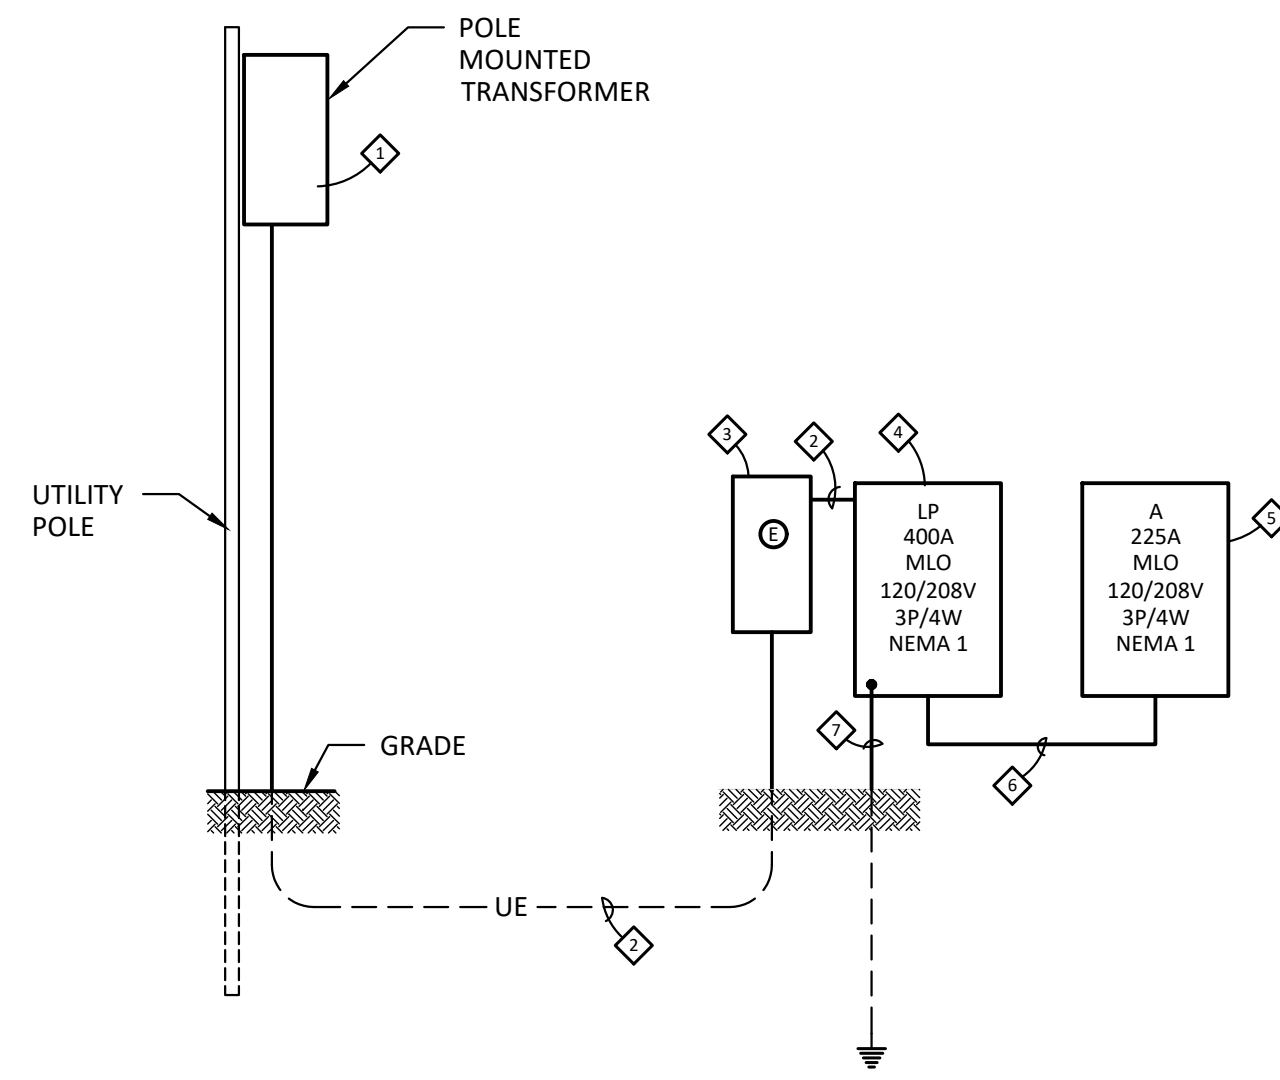 POLE
MOUNTED
TRANSFORMER
1
3
2
4
UTILITY
POLE
E
LP
400A
MLO
120/208V
3P/4W
NEMA 1
A
225A
MLO
120/208V
3P/4W
NEMA 1
5
7
GRADE
6
UE
2